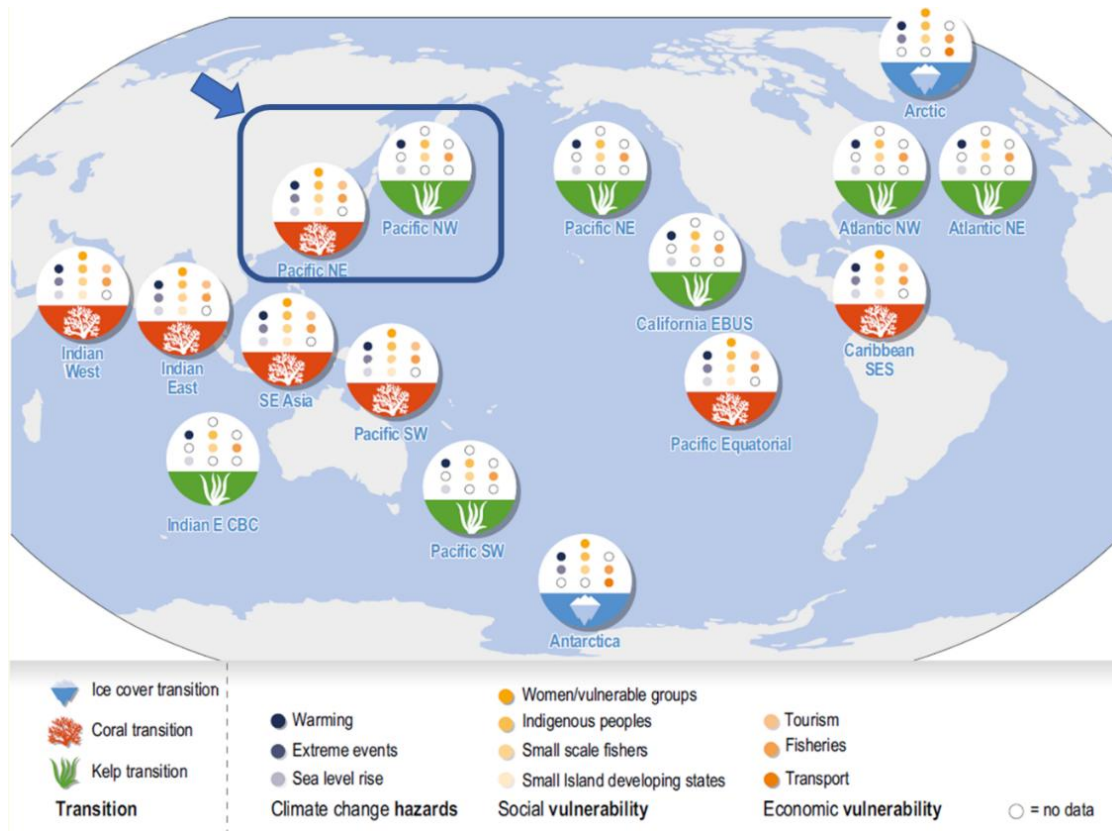 Arctic
Pacific NW
Pacific NE
Atlantic NW
Atlantic NE
Pacific NE
California EBUS
Indian
West
Indian
East
SE Asia
Pacific SW
Caribbean
SES
Pacific Equatorial
Indian E CBC
Pacific SW
Antarctica
Ice cover transition
Coral transition
Kelp transition
Transition
Warming
Extreme events
Sea level rise
Climate change hazards
Women/vulnerable groups
Indigenous peoples
Small scale fishers
Small Island developing states
Social vulnerability
Tourism
Fisheries
Transport
Economic vulnerability
= no data